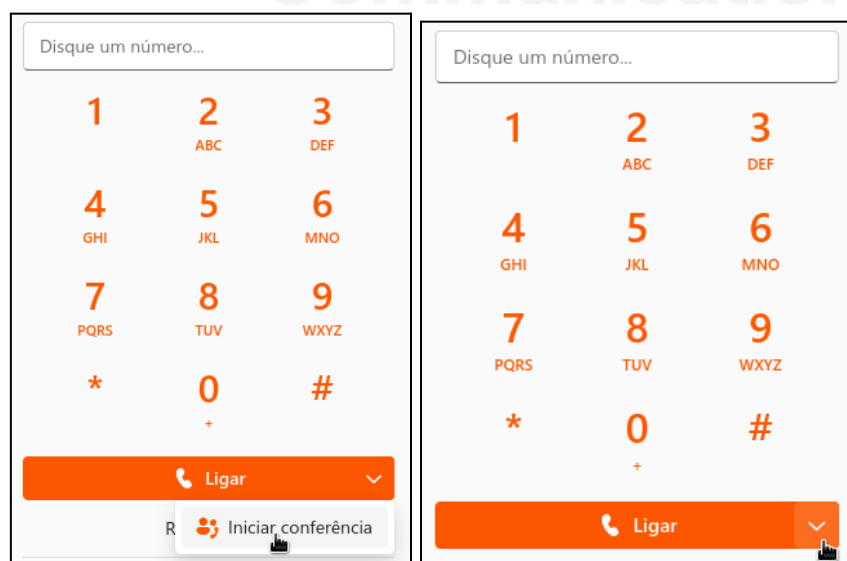 Communication
Disque um número...
1 2 3
ABC DEF
4 5 6
GHI JKL MNO
7 8 9
PQRS TUV WXYZ
* 0 #
+
Ligar
R
Iniciar conferência
Disque um número...
1 2 3
ABC DEF
4 5 6
GHI JKL MNO
7 8 9
PQRS TUV WXYZ
* 0 #
+
Ligar